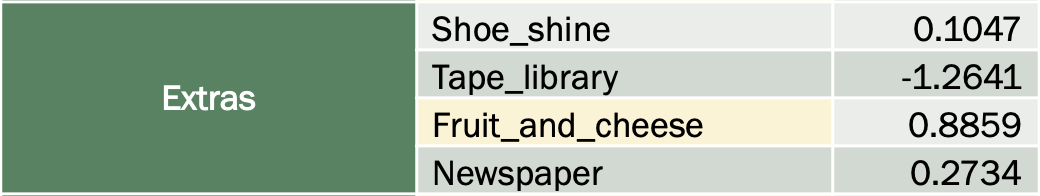 Extras
Shoe_shine 0.1047
Tape_library -1.2641
Fruit_and_cheese 0.8859
Newspaper 0.2734